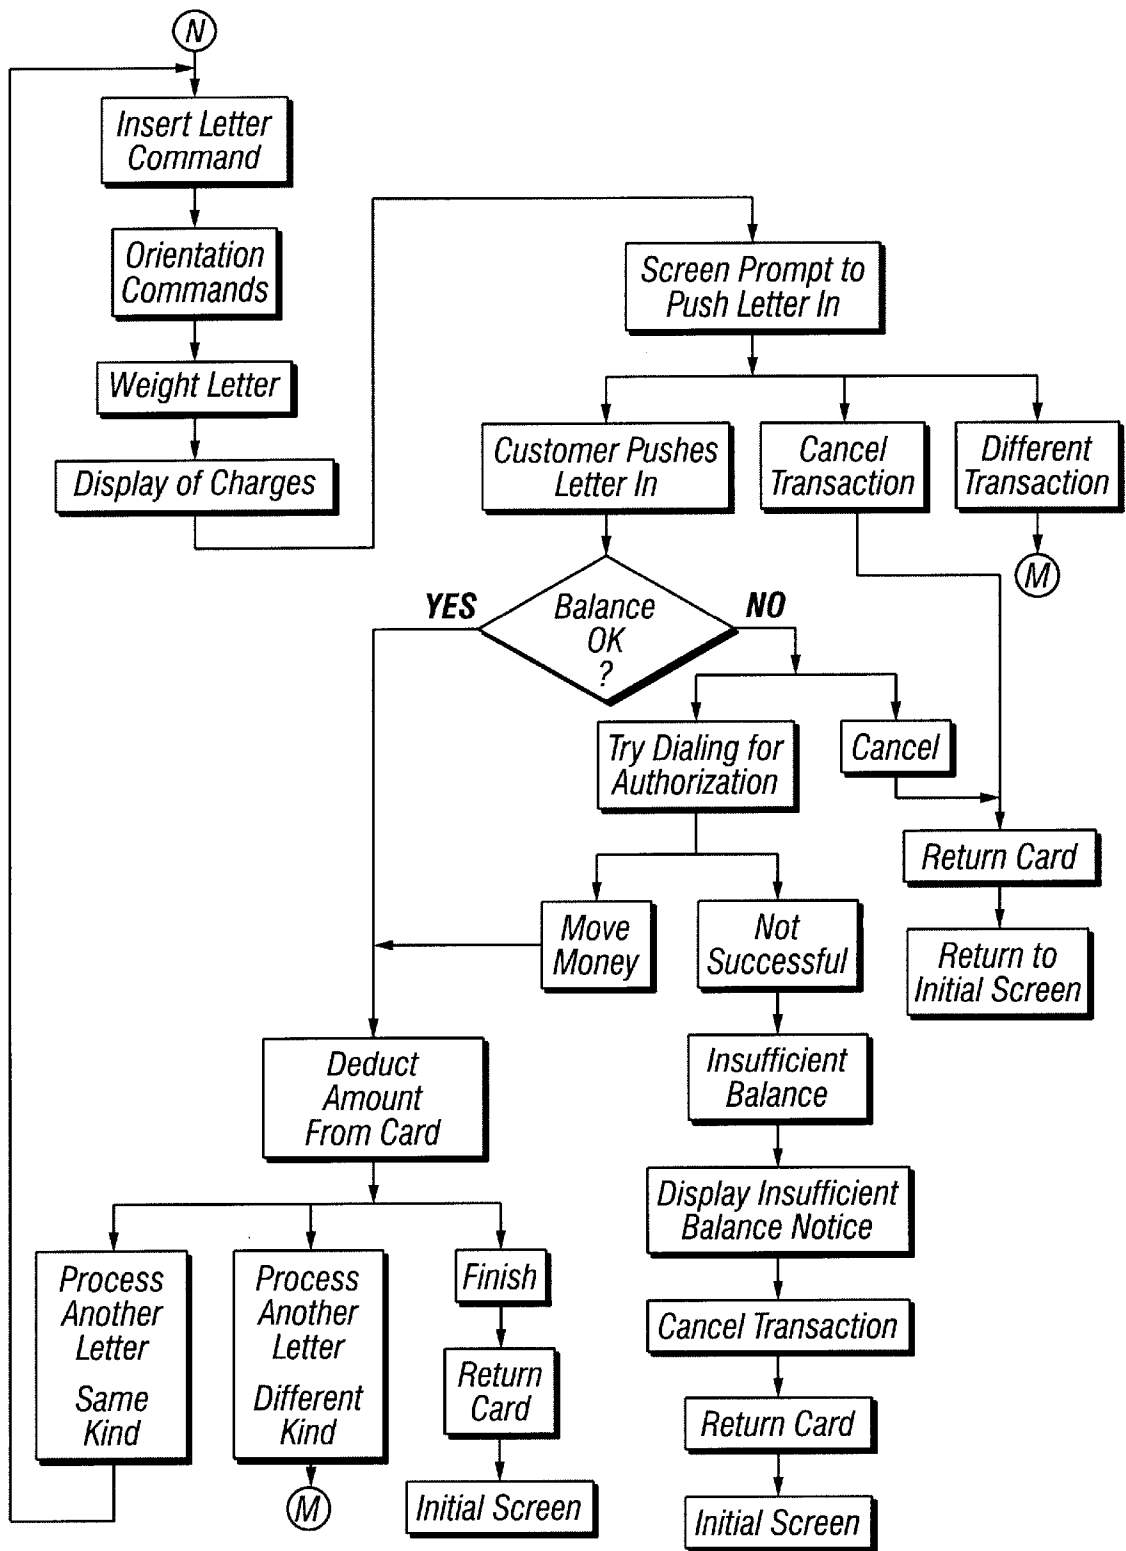 N
Insert Letter
Command
Orientation
Commands
Weight Letter
Display of Charges
Screen Prompt to
Push Letter In
Customer Pushes
Letter In
Cancel
Transaction
Different
Transaction
M
YES
Balance
OK
?
NO
Try Dialing for
Authorization
Cancel
Return Card
Return to
Initial Screen
Move
Money
Not
Successful
Insufficient
Balance
Display Insufficient
Balance Notice
Cancel Transaction
Return Card
Initial Screen
Deduct
Amount
From Card
Process
Another
Letter
Same
Kind
Process
Another
Letter
Different
Kind
M
Finish
Return
Card
Initial Screen